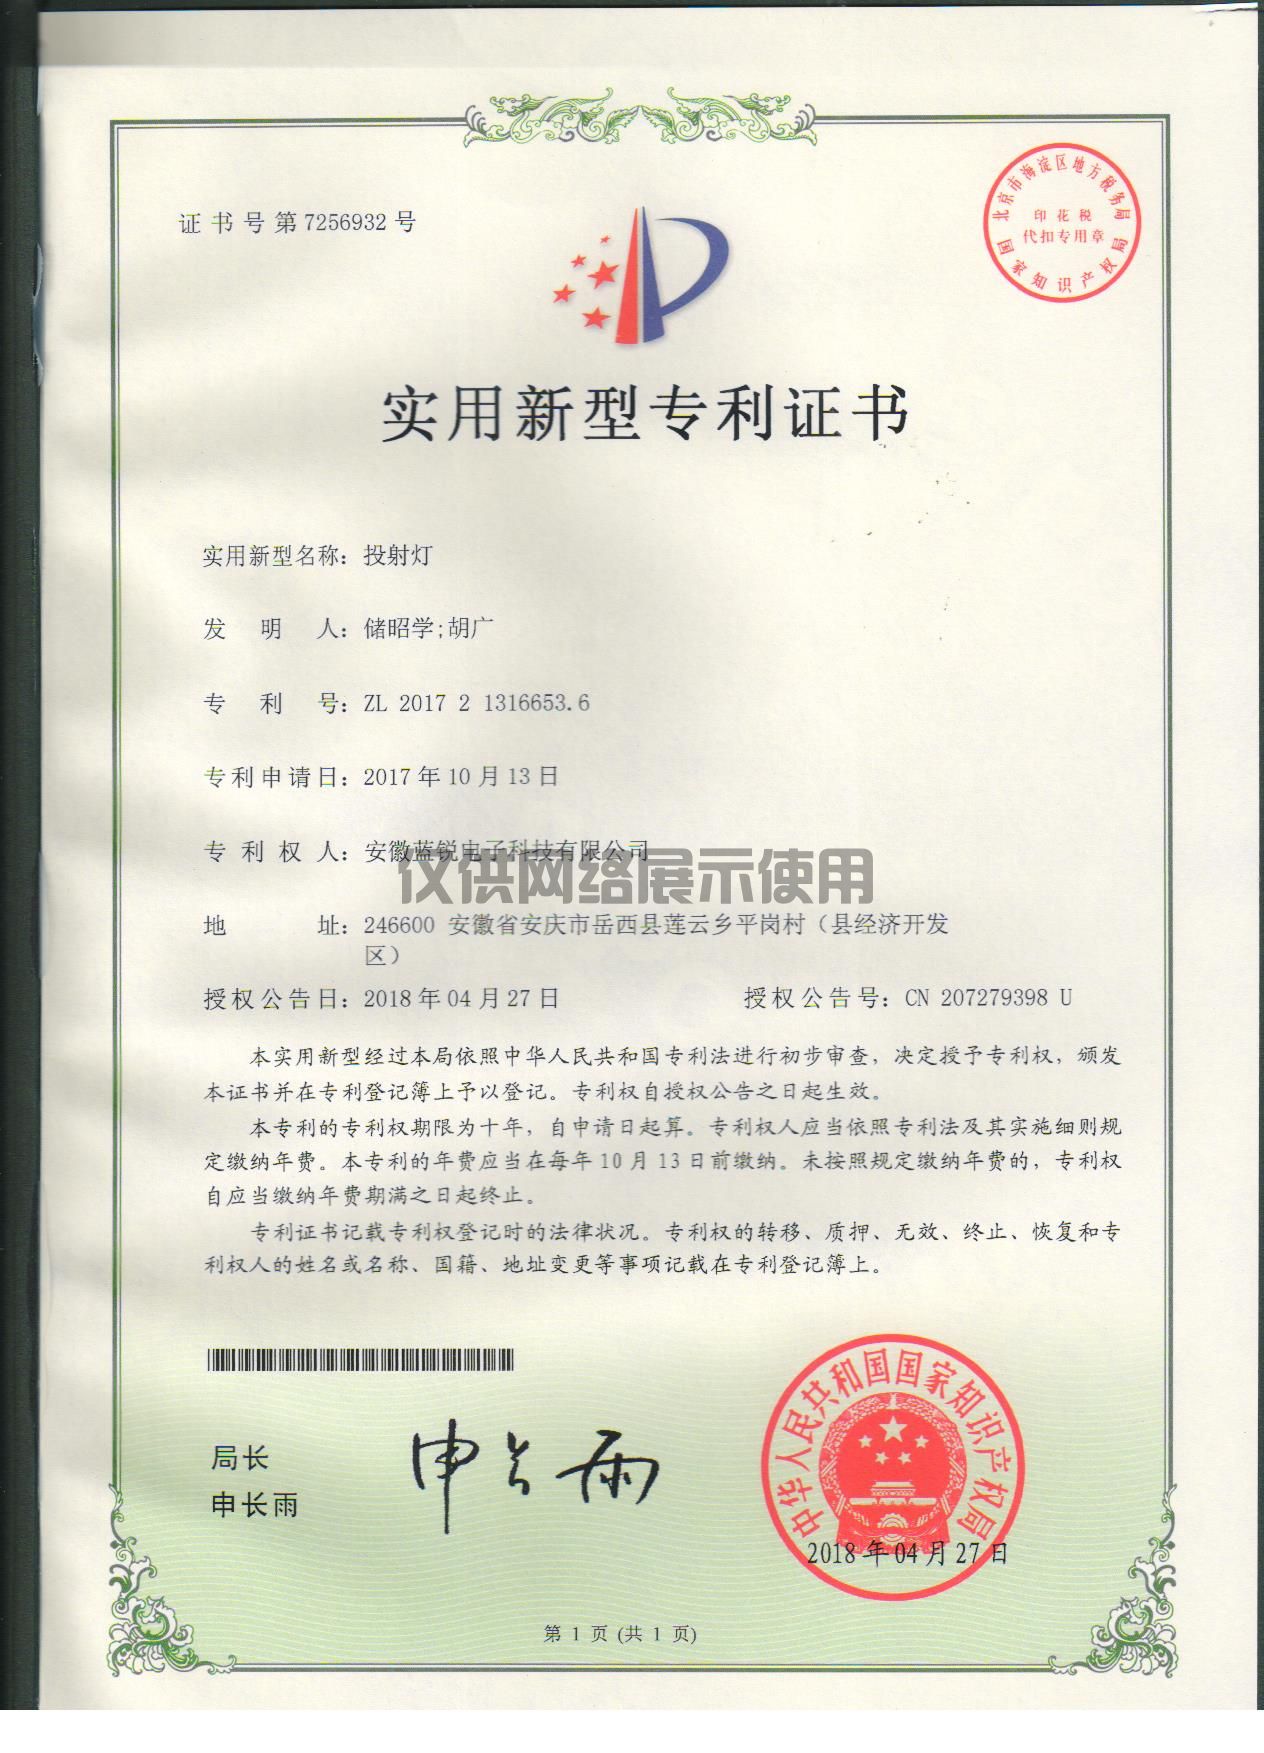 证书号第7256932号
北京市海淀区地方税务局
印花税
代扣专用章
国家知识产权局
实用新型专利证书
实用新型名称：投射灯
发明人：储昭学;胡广
专利号：ZL 2017 2 1316653.6
专利申请日：2017年10月13日
专利权人：安徽蓝锐电子科技有限公司
仅供网络展示使用
地址：246600 安徽省安庆市岳西县莲云乡平岗村（县经济开发
区）
授权公告日：2018年04月27日 授权公告号：CN 207279398 U
本实用新型经过本局依照中华人民共和国专利法进行初步审查，决定授予专利权，颁发
本证书并在专利登记簿上予以登记。专利权自授权公告之日起生效。
本专利的专利权期限为十年，自申请日起算。专利权人应当依照专利法及其实施细则规
定缴纳年费。本专利的年费应当在每年10月13日前缴纳。未按照规定缴纳年费的，专利权
自应当缴纳年费期满之日起终止。
专利证书记载专利权登记时的法律状况。专利权的转移、质押、无效、终止、恢复和专
利权人的姓名或名称、国籍、地址变更等事项记载在专利登记簿上。
局长
申长雨
申长雨
中华人民共和国国家知识产权局
2018年04月27日
第 1 页 (共 1 页)